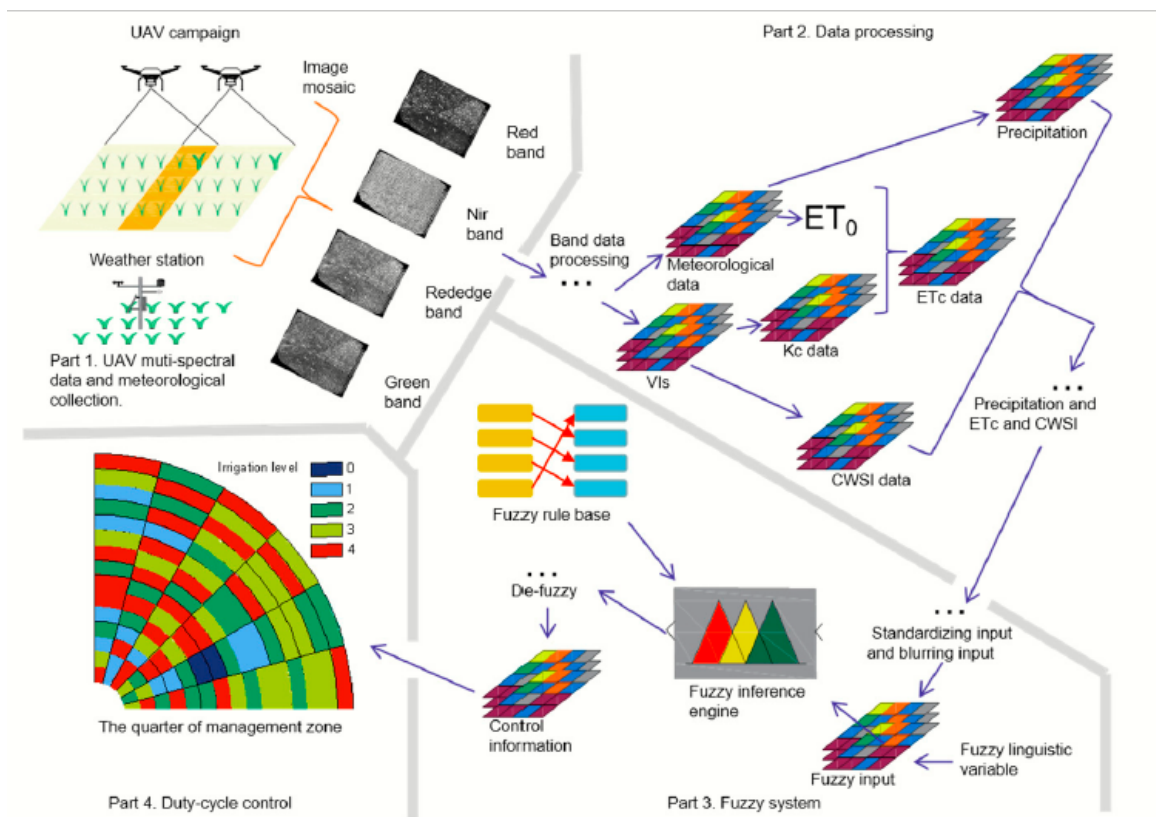 UAV campaign
Image
mosaic
Red
band
Nir
band
Rededge
band
Green
band
Weather station
Part 1. UAV muti-spectral
data and meteorological
collection.
Part 2. Data processing
Band data
processing
...
Meteorological
data
ET0
Precipitation
VIs
Kc data
ETc data
CWSI data
...
Precipitation and
ETc and CWSI
...
Standardizing input
and blurring input
Fuzzy input
Fuzzy linguistic
variable
Fuzzy rule base
Fuzzy inference
engine
...
De-fuzzy
Control
information
Part 3. Fuzzy system
Irrigation level
0
1
2
3
4
The quarter of management zone
Part 4. Duty-cycle control